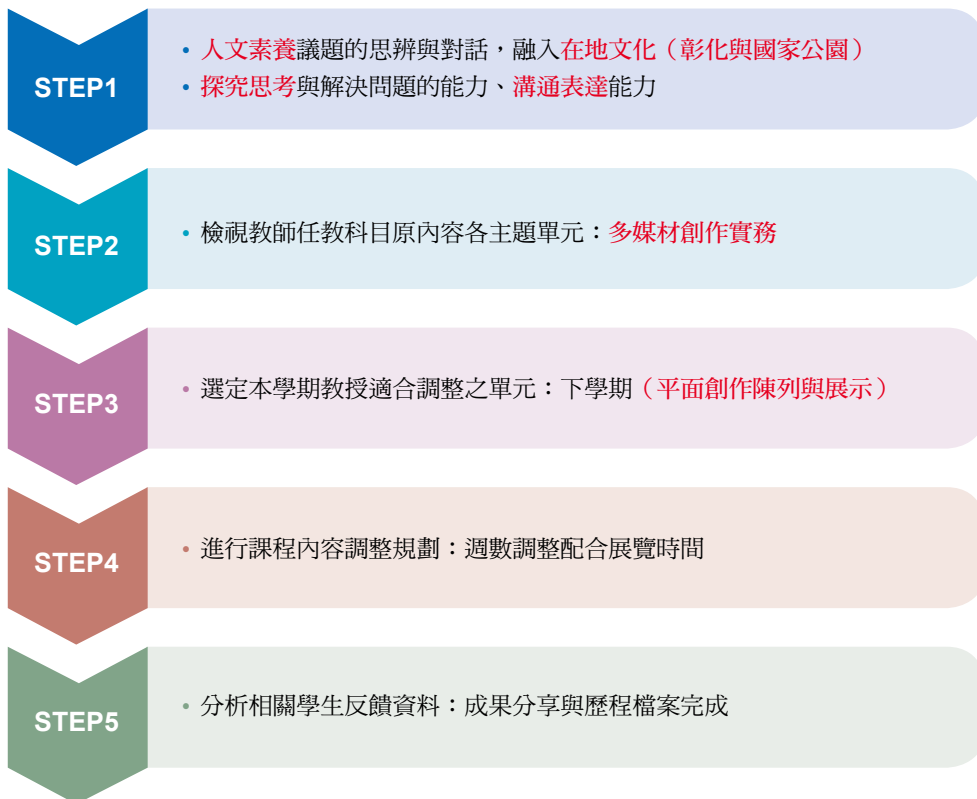 STEP1
• 人文素養議題的思辨與對話，融入在地文化（彰化與國家公園）
• 探究思考與解決問題的能力、溝通表達能力
STEP2
• 檢視教師任教科目原內容各主題單元：多媒材創作實務
STEP3
• 選定本學期教授適合調整之單元：下學期（平面創作陳列與展示）
STEP4
• 進行課程內容調整規劃：週數調整配合展覽時間
STEP5
• 分析相關學生反饋資料：成果分享與歷程檔案完成